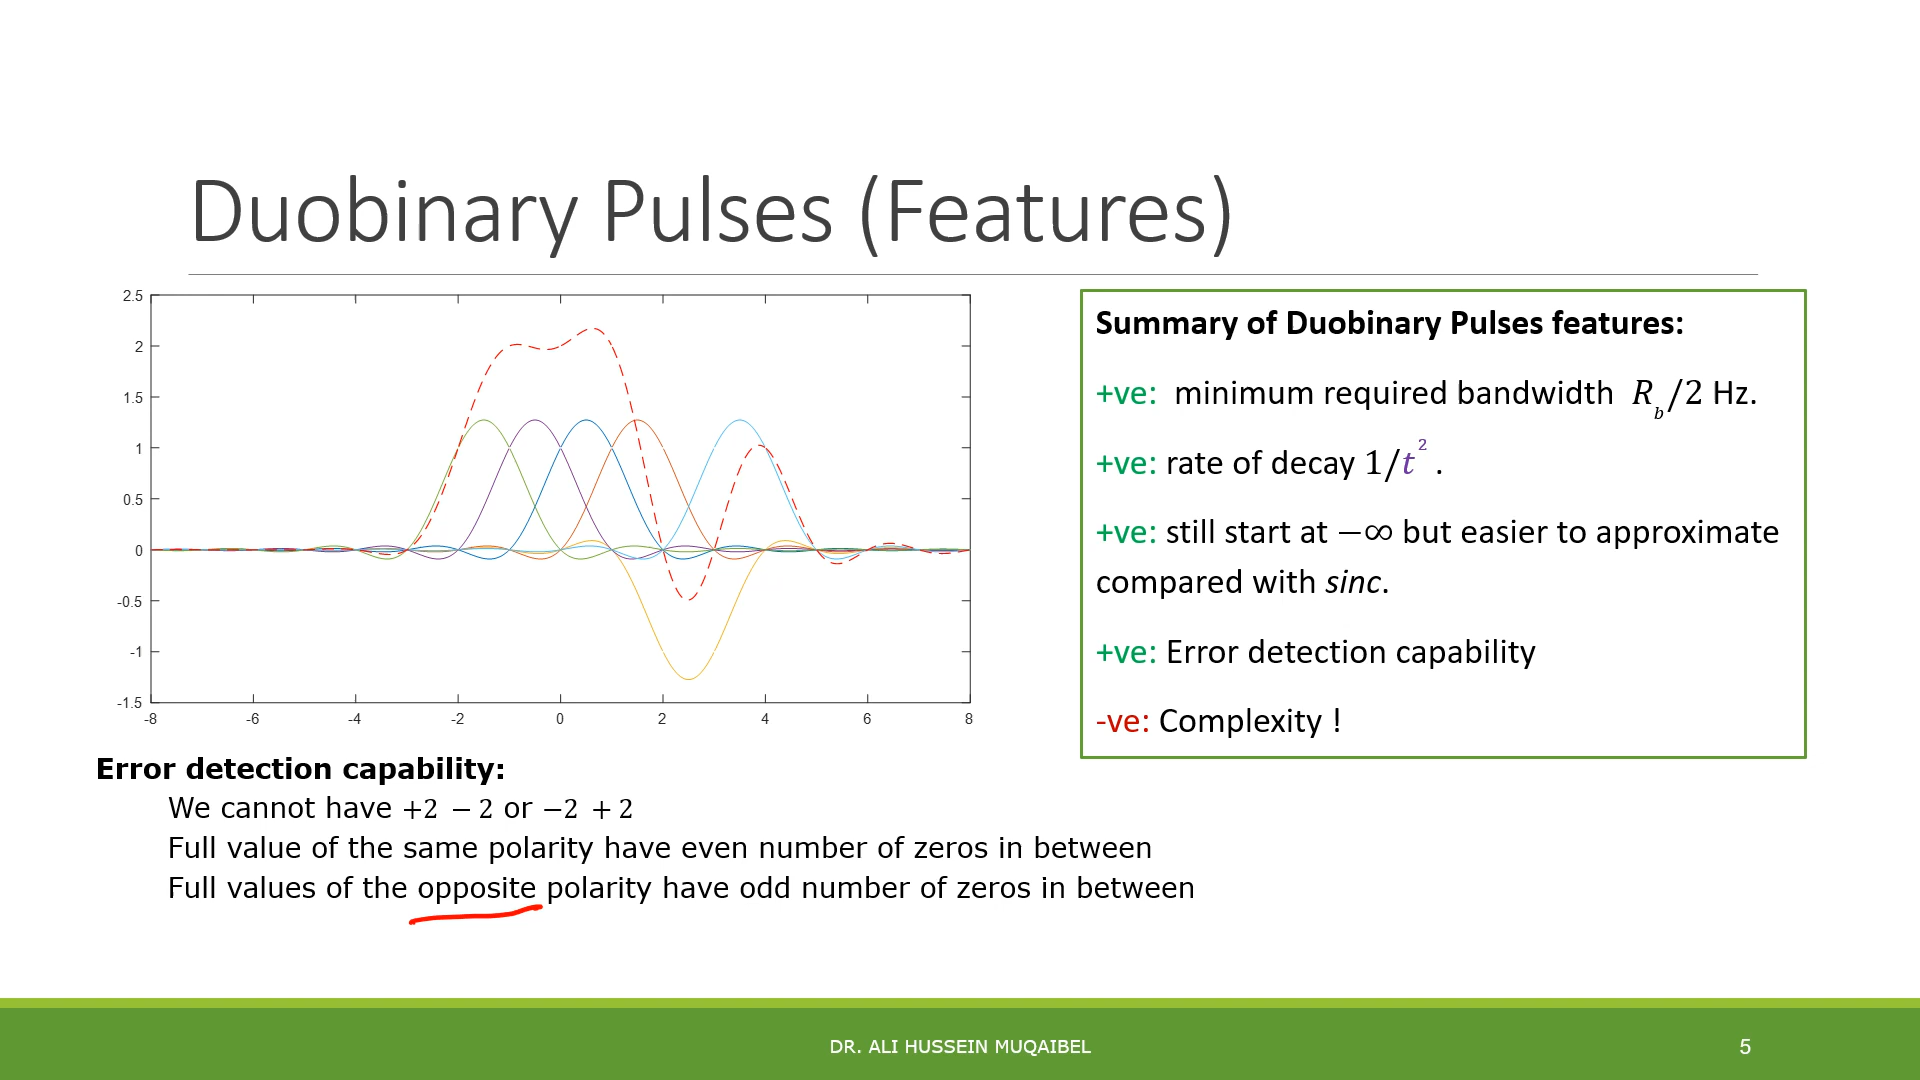 Duobinary Pulses (Features)
2.5
2
1.5
1
0.5
0
-0.5
-1
-1.5
-8 -6 -4 -2 0 2 4 6 8
Summary of Duobinary Pulses features:
+ve: minimum required bandwidth R_b/2 Hz.
+ve: rate of decay 1/t².
+ve: still start at −∞ but easier to approximate
compared with sinc.
+ve: Error detection capability
-ve: Complexity !
Error detection capability:
We cannot have +2 − 2 or −2 + 2
Full value of the same polarity have even number of zeros in between
Full values of the opposite polarity have odd number of zeros in between
DR. ALI HUSSEIN MUQAIBEL
5